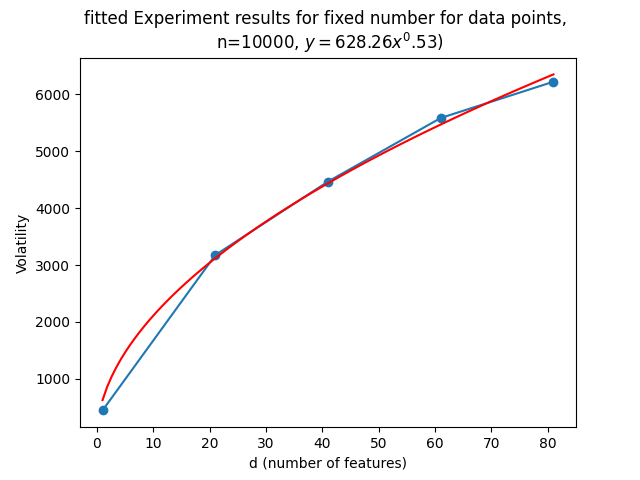 fitted Experiment results for fixed number for data points,
n=10000, y = 628.26x^0.53)
6000
5000
4000
3000
2000
1000
Volatility
0 10 20 30 40 50 60 70 80
d (number of features)